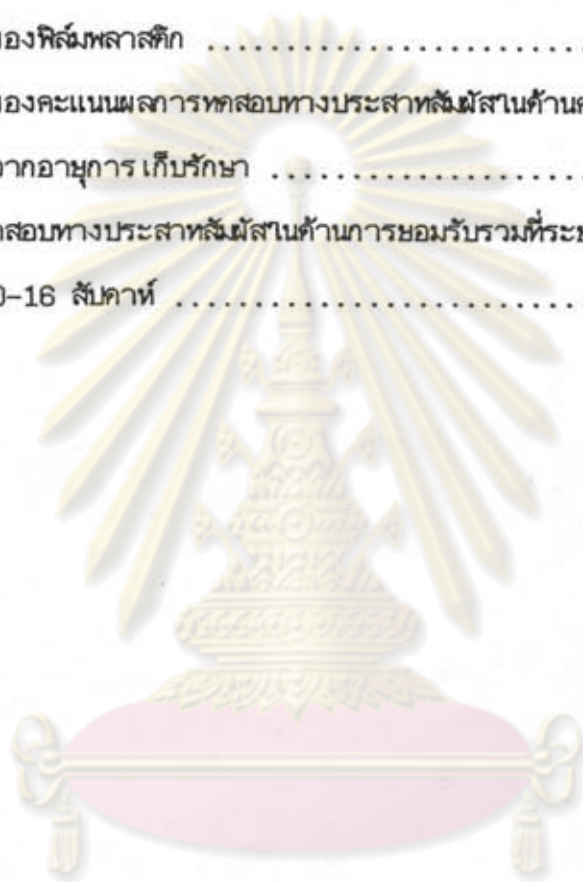 ของฟิล์มพลาสติก ........................
ของคะแนนผลการทดสอบทางประสาทสัมผัสในด้าน
จากอายุการ เก็บรักษา ....................
ทดสอบทางประสาทสัมผัสในด้านการยอมรับรวมที่ระ
0-16 สัปดาห์ ..........................